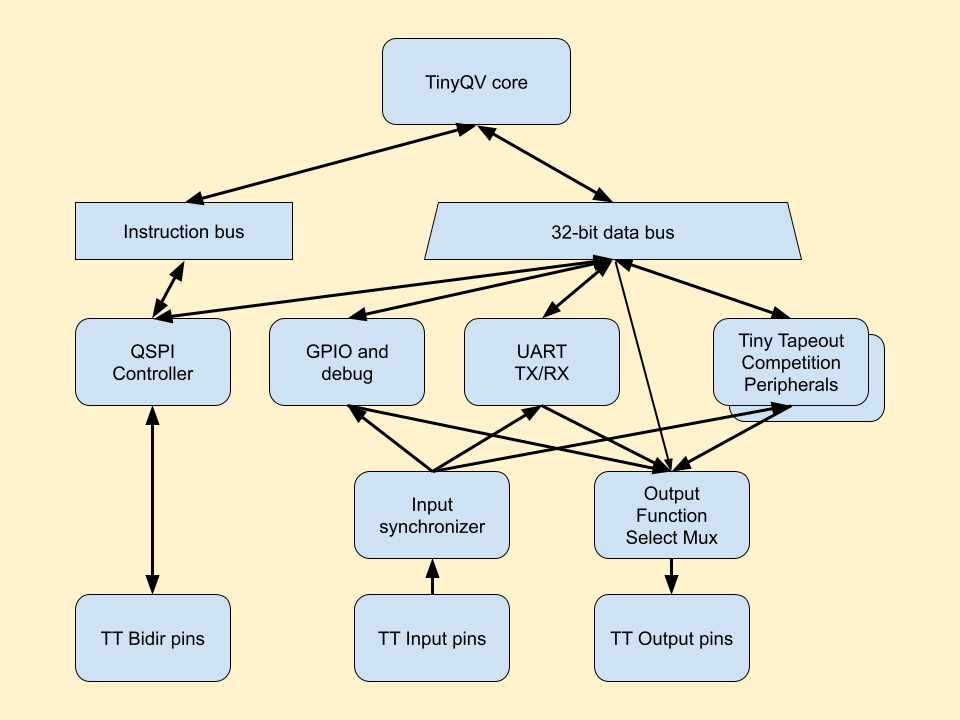 TinyQV core
Instruction bus
32-bit data bus
QSPI
Controller
GPIO and
debug
UART
TX/RX
Tiny Tapeout
Competition
Peripherals
Input
synchronizer
Output
Function
Select Mux
TT Bidir pins
TT Input pins
TT Output pins